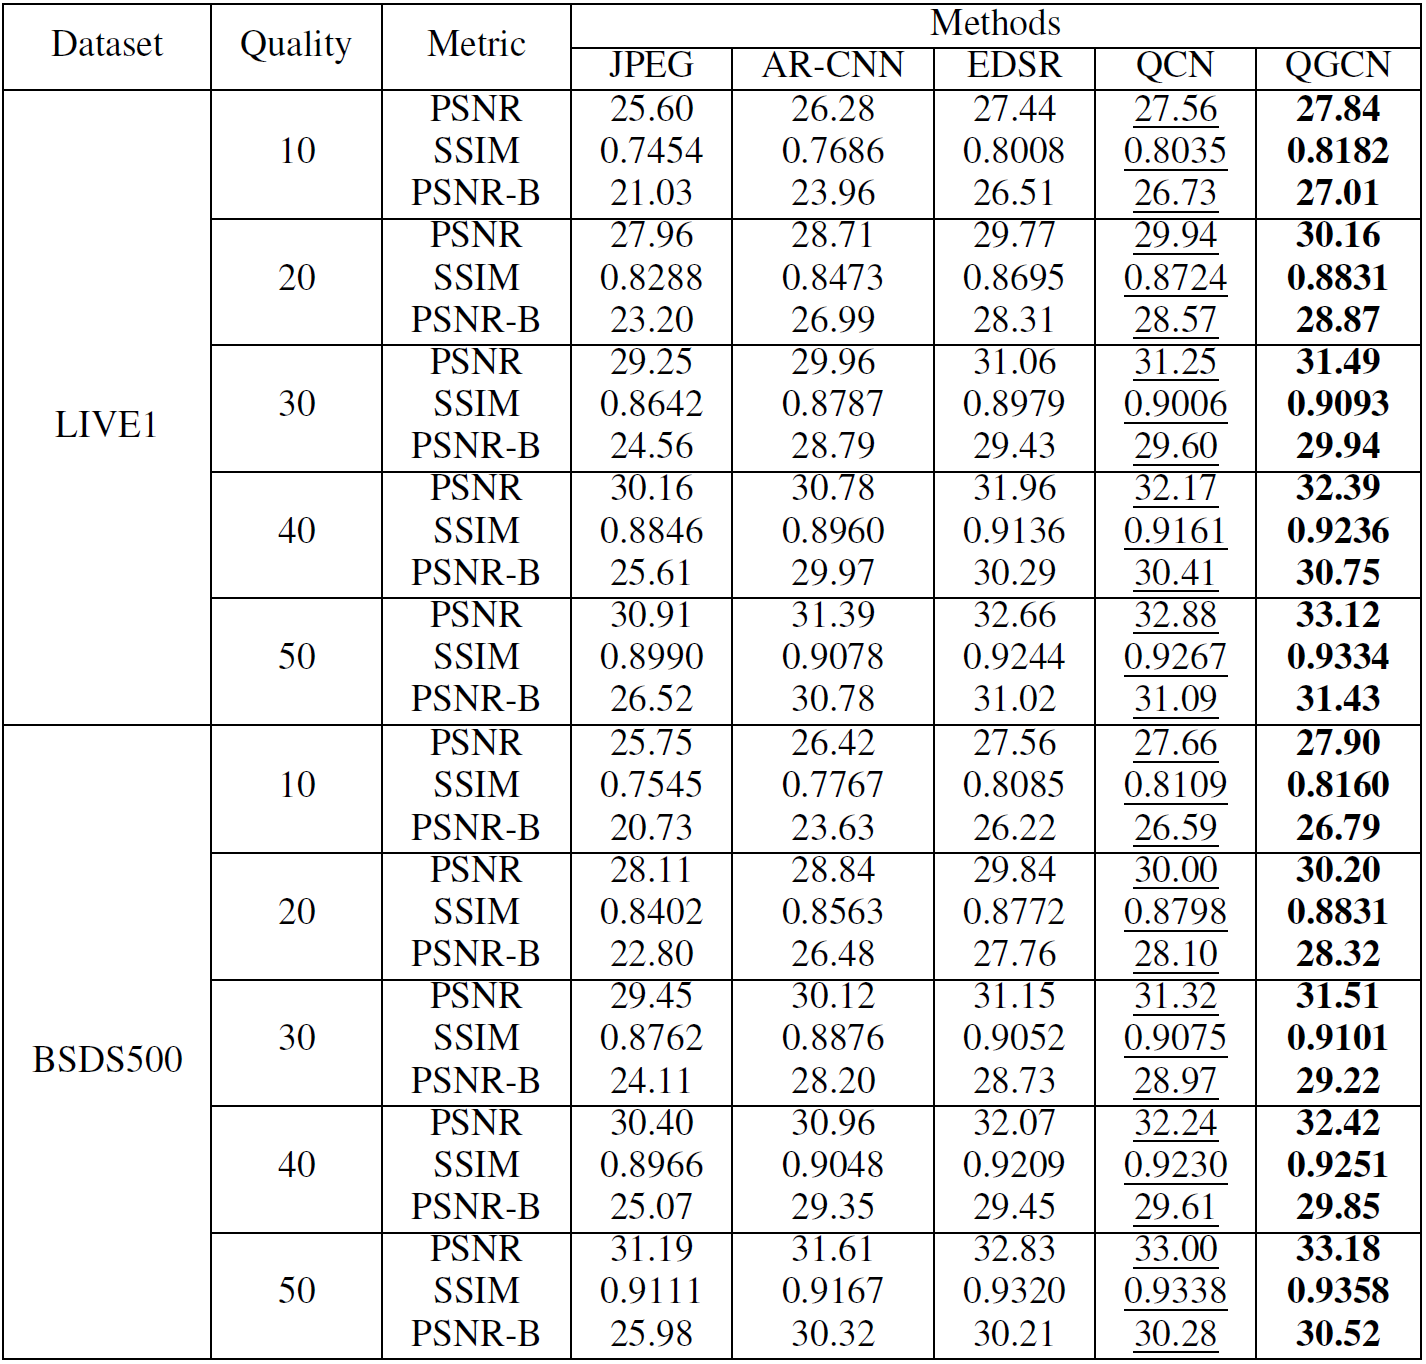 Dataset Quality Metric Methods
JPEG AR-CNN EDSR QCN QGCN
LIVE1
10
PSNR 25.60 26.28 27.44 27.56 27.84
SSIM 0.7454 0.7686 0.8008 0.8035 0.8182
PSNR-B 21.03 23.96 26.51 26.73 27.01
20
PSNR 27.96 28.71 29.77 29.94 30.16
SSIM 0.8288 0.8473 0.8695 0.8724 0.8831
PSNR-B 23.20 26.99 28.31 28.57 28.87
30
PSNR 29.25 29.96 31.06 31.25 31.49
SSIM 0.8642 0.8787 0.8979 0.9006 0.9093
PSNR-B 24.56 28.79 29.43 29.60 29.94
40
PSNR 30.16 30.78 31.96 32.17 32.39
SSIM 0.8846 0.8960 0.9136 0.9161 0.9236
PSNR-B 25.61 29.97 30.29 30.41 30.75
50
PSNR 30.91 31.39 32.66 32.88 33.12
SSIM 0.8990 0.9078 0.9244 0.9267 0.9334
PSNR-B 26.52 30.78 31.02 31.09 31.43
BSDS500
10
PSNR 25.75 26.42 27.56 27.66 27.90
SSIM 0.7545 0.7767 0.8085 0.8109 0.8160
PSNR-B 20.73 23.63 26.22 26.59 26.79
20
PSNR 28.11 28.84 29.84 30.00 30.20
SSIM 0.8402 0.8563 0.8772 0.8798 0.8831
PSNR-B 22.80 26.48 27.76 28.10 28.32
30
PSNR 29.45 30.12 31.15 31.32 31.51
SSIM 0.8762 0.8876 0.9052 0.9075 0.9101
PSNR-B 24.11 28.20 28.73 28.97 29.22
40
PSNR 30.40 30.96 32.07 32.24 32.42
SSIM 0.8966 0.9048 0.9209 0.9230 0.9251
PSNR-B 25.07 29.35 29.45 29.61 29.85
50
PSNR 31.19 31.61 32.83 33.00 33.18
SSIM 0.9111 0.9167 0.9320 0.9338 0.9358
PSNR-B 25.98 30.32 30.21 30.28 30.52